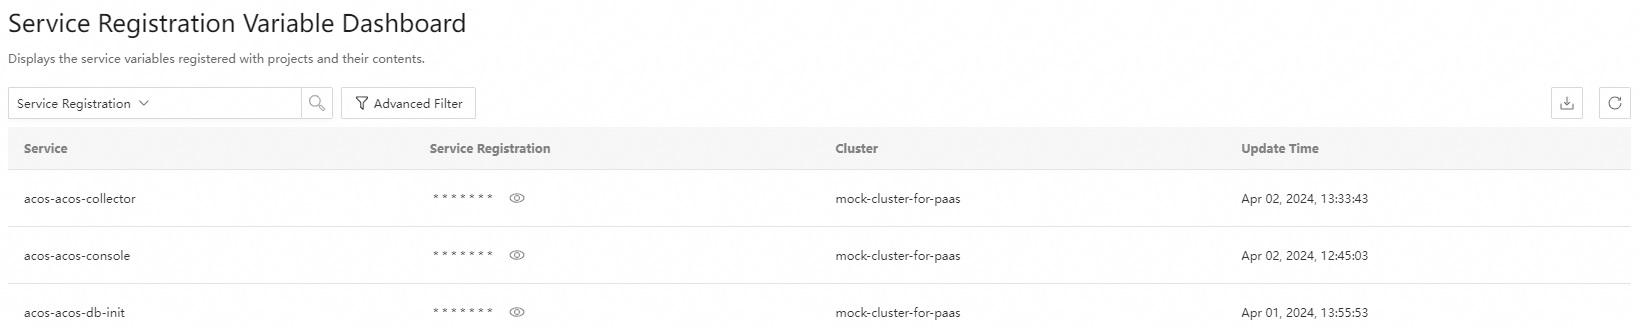 Service Registration Variable Dashboard
Displays the service variables registered with projects and their contents.
Service Registration Advanced Filter
Service Service Registration Cluster Update Time
acos-acos-collector ******* mock-cluster-for-paas Apr 02, 2024, 13:33:43
acos-acos-console ******* mock-cluster-for-paas Apr 02, 2024, 12:45:03
acos-acos-db-init ******* mock-cluster-for-paas Apr 01, 2024, 13:55:53